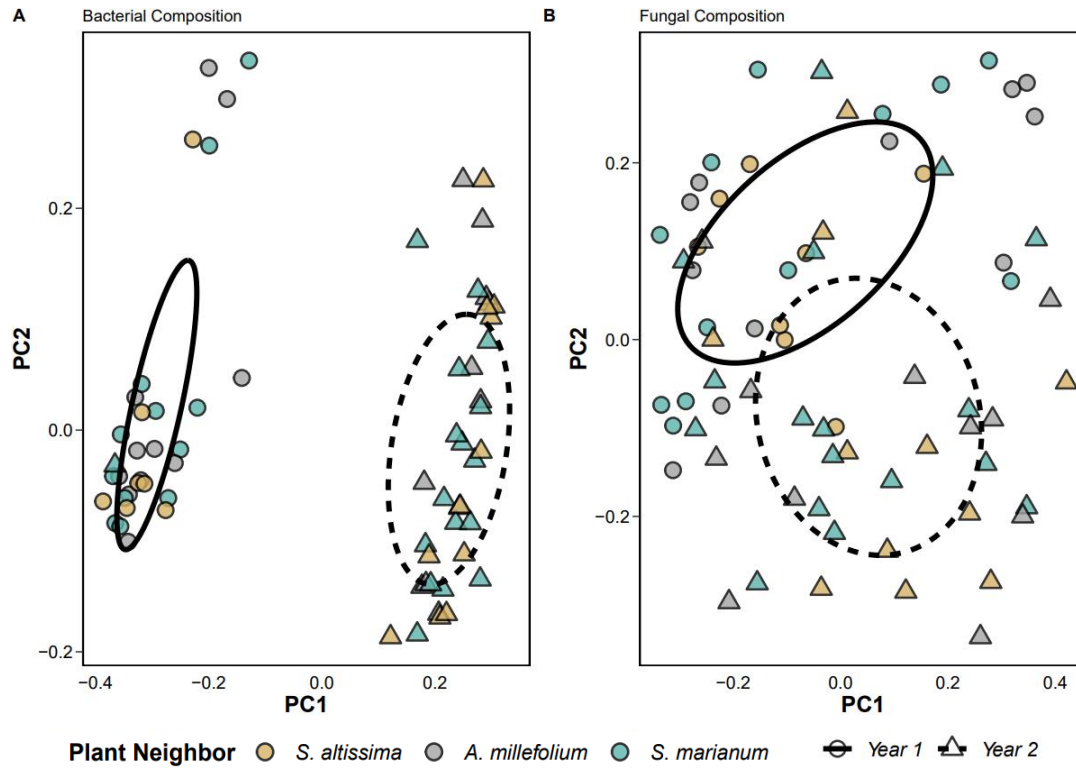 A Bacterial Composition
B Fungal Composition
0.2
0.0
−0.2
PC2
−0.4 −0.2 0.0 0.2
PC1
0.2
0.0
−0.2
PC2
−0.2 0.0 0.2 0.4
PC1
Plant Neighbor S. altissima A. millefolium S. marianum Year 1 Year 2